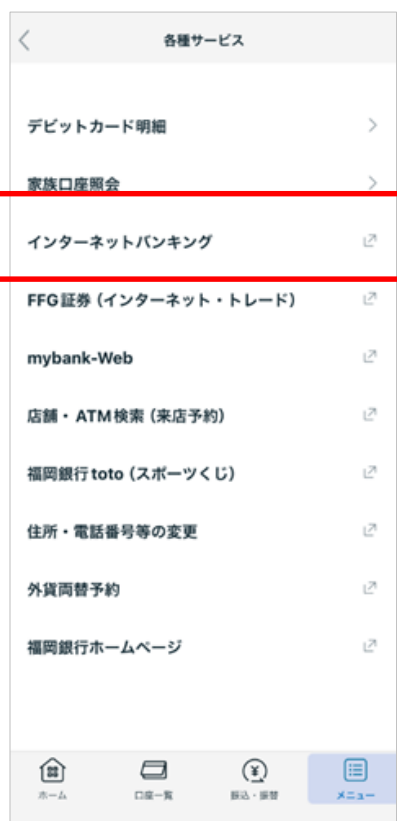 各種サービス
デビットカード明細
家族口座照会
インターネットバンキング
FFG証券（インターネット・トレード）
mybank-Web
店舗・ATM検索（来店予約）
福岡銀行toto（スポーツくじ）
住所・電話番号等の変更
外貨両替予約
福岡銀行ホームページ
ホーム 口座一覧 振込・振替 メニュー